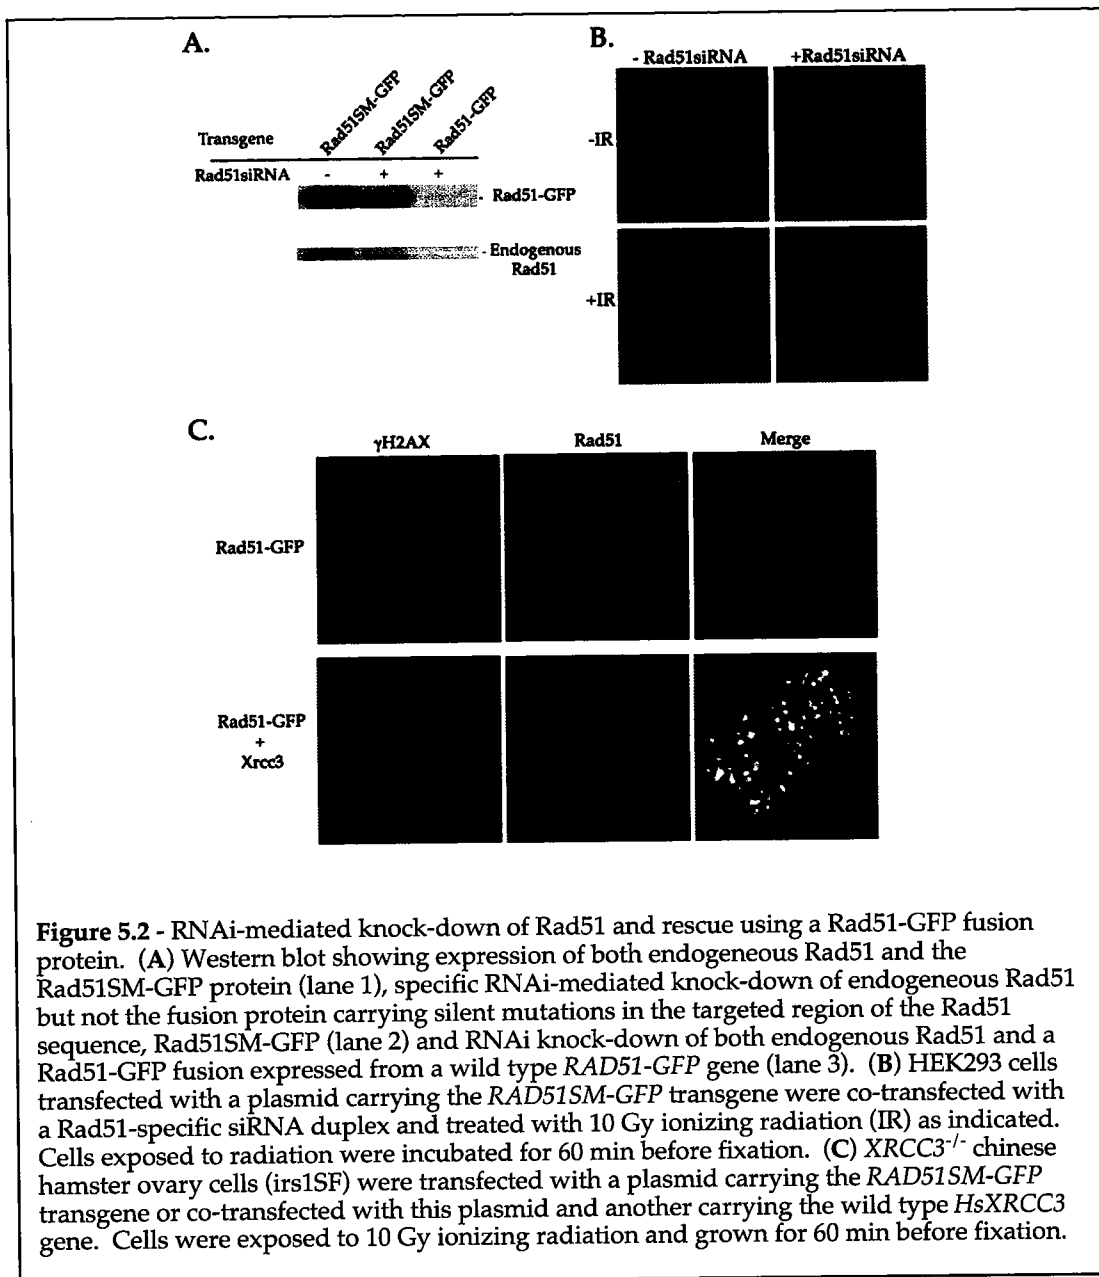 A.
B.
- Rad51siRNA +Rad51siRNA
Rad51SM-GFP
Rad51SM-GFP
Rad51-GFP
Transgene
Rad51siRNA - + +
- Rad51-GFP
- Endogenous
Rad51
-IR
+IR
C.
γH2AX Rad51 Merge
Rad51-GFP
Rad51-GFP
+
Xrcc3
Figure 5.2 - RNAi-mediated knock-down of Rad51 and rescue using a Rad51-GFP fusion
protein. (A) Western blot showing expression of both endogeneous Rad51 and the
Rad51SM-GFP protein (lane 1), specific RNAi-mediated knock-down of endogeneous Rad51
but not the fusion protein carrying silent mutations in the targeted region of the Rad51
sequence, Rad51SM-GFP (lane 2) and RNAi knock-down of both endogenous Rad51 and a
Rad51-GFP fusion expressed from a wild type RAD51-GFP gene (lane 3). (B) HEK293 cells
transfected with a plasmid carrying the RAD51SM-GFP transgene were co-transfected with
a Rad51-specific siRNA duplex and treated with 10 Gy ionizing radiation (IR) as indicated.
Cells exposed to radiation were incubated for 60 min before fixation. (C) XRCC3-/- chinese
hamster ovary cells (irs1SF) were transfected with a plasmid carrying the RAD51SM-GFP
transgene or co-transfected with this plasmid and another carrying the wild type HsXRCC3
gene. Cells were exposed to 10 Gy ionizing radiation and grown for 60 min before fixation.